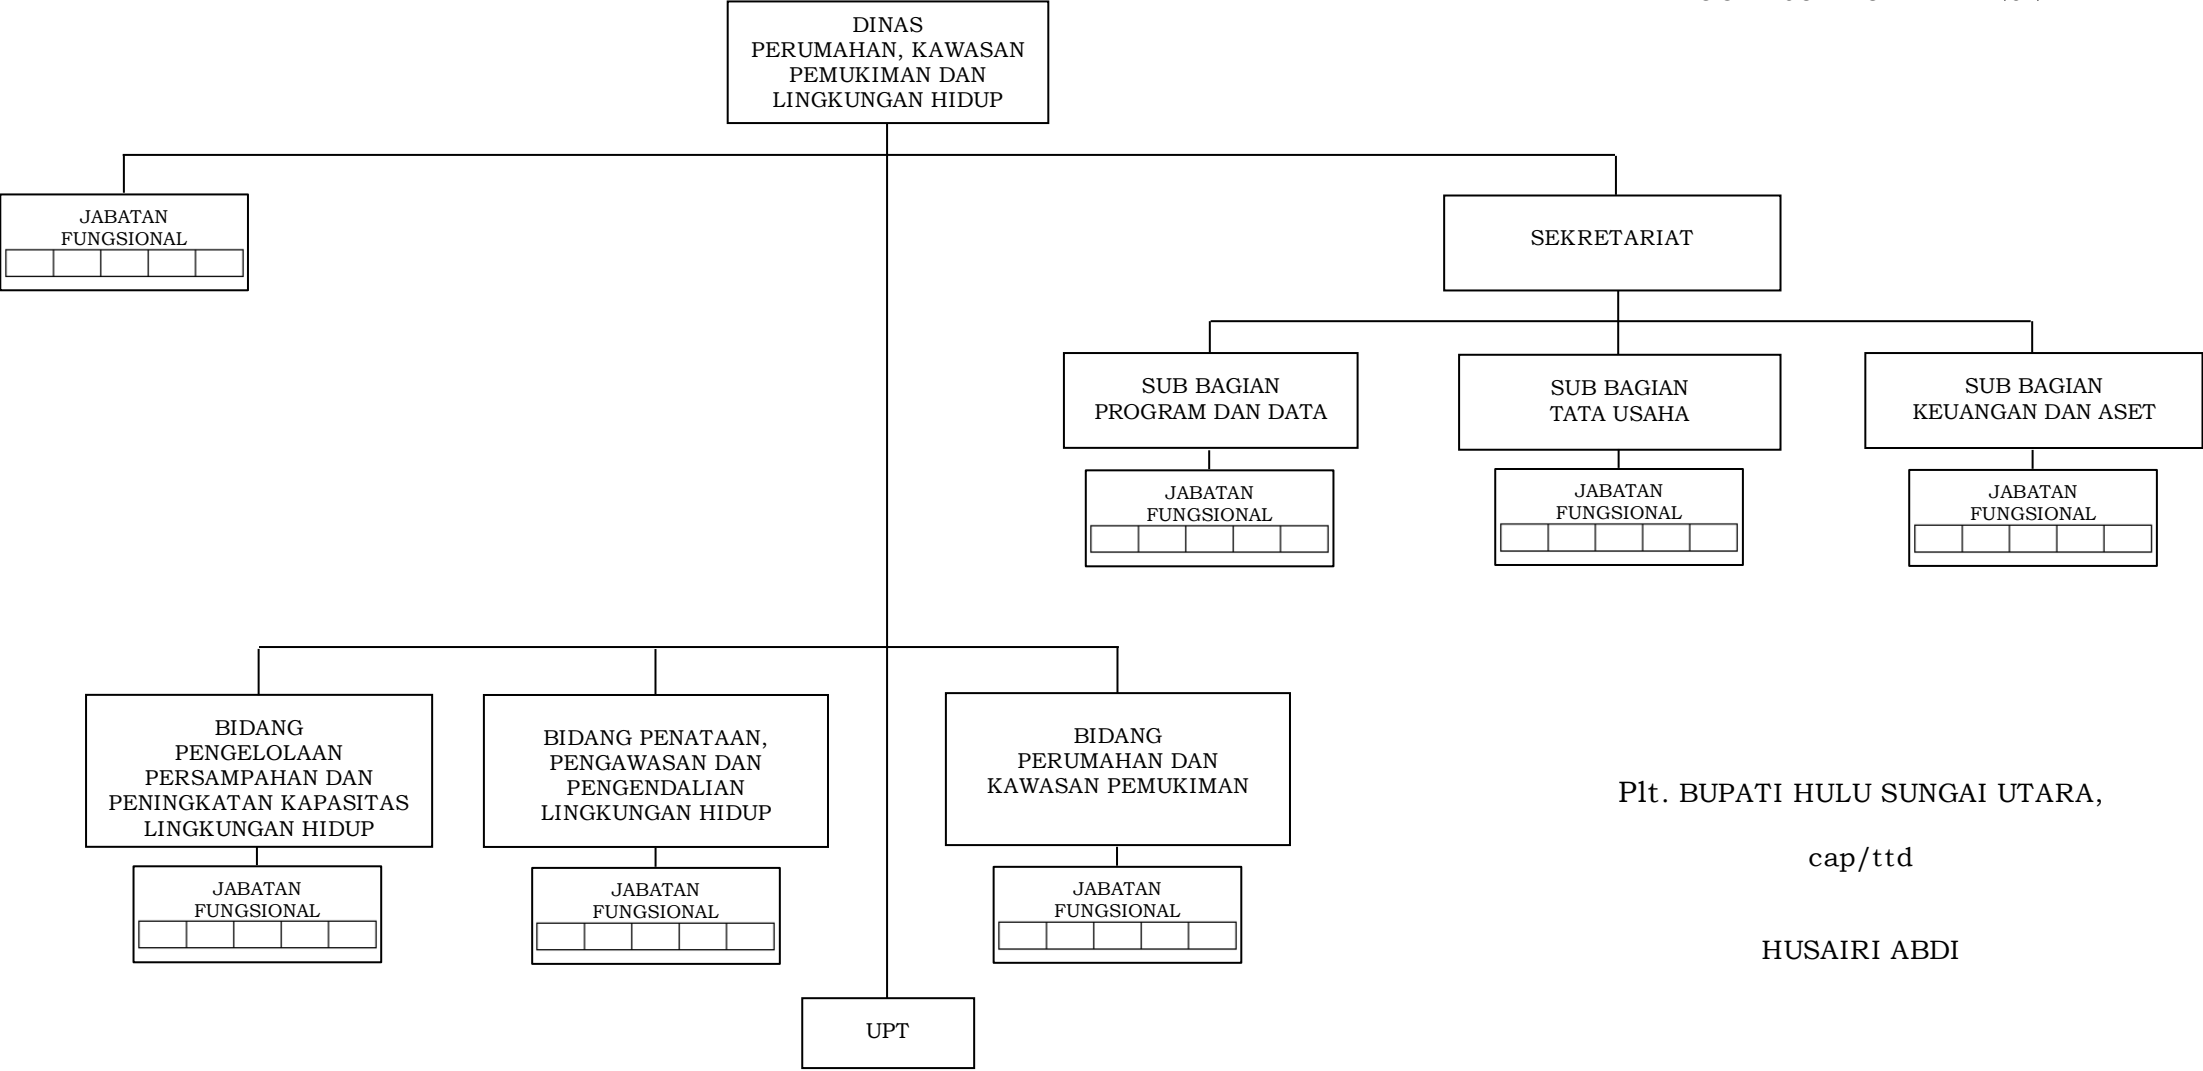 DINAS
PERUMAHAN, KAWASAN
PEMUKIMAN DAN
LINGKUNGAN HIDUP
JABATAN
FUNGSIONAL
SEKRETARIAT
SUB BAGIAN
PROGRAM DAN DATA
SUB BAGIAN
TATA USAHA
SUB BAGIAN
KEUANGAN DAN ASET
JABATAN
FUNGSIONAL
JABATAN
FUNGSIONAL
JABATAN
FUNGSIONAL
BIDANG
PENGELOLAAN
PERSAMPAHAN DAN
PENINGKATAN KAPASITAS
LINGKUNGAN HIDUP
BIDANG PENATAAN,
PENGAWASAN DAN
PENGENDALIAN
LINGKUNGAN HIDUP
BIDANG
PERUMAHAN DAN
KAWASAN PEMUKIMAN
JABATAN
FUNGSIONAL
JABATAN
FUNGSIONAL
JABATAN
FUNGSIONAL
UPT
Plt. BUPATI HULU SUNGAI UTARA,
cap/ttd
HUSAIRI ABDI